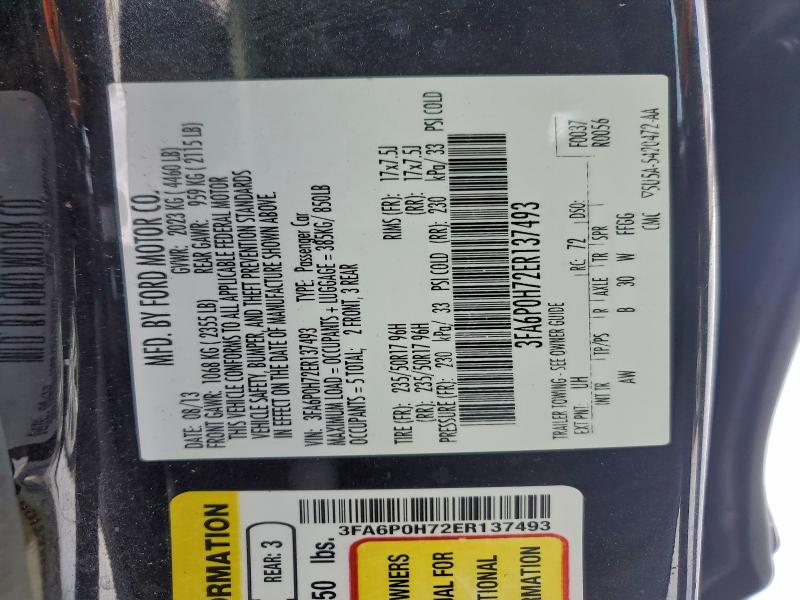 MFD. BY FORD MOTOR CO.
DATE: 08/13 GVWR: 2023 KG ( 4460 LB)
FRONT GAWR: 1068 KG ( 2355 LB) REAR GAWR: 959 KG ( 2115 LB)
THIS VEHICLE CONFORMS TO ALL APPLICABLE FEDERAL MOTOR
VEHICLE SAFETY, BUMPER, AND THEFT PREVENTION STANDARDS
IN EFFECT ON THE DATE OF MANUFACTURE SHOWN ABOVE.
VIN: 3FA6P0H72ER137493 TYPE: Passenger Car
MAXIMUM LOAD = OCCUPANTS + LUGGAGE = 385KG/ 850LB
OCCUPANTS = 5 TOTAL: 2 FRONT, 3 REAR
TIRE (FR): 235/50R17 96H RIMS (FR): 17x7.5J
(RR): 235/50R17 96H (RR): 17x7.5J
PRESSURE (FR): 230 kPa/ 33 PSI COLD (RR): 230 kPa/ 33 PSI COLD
3FA6P0H72ER137493
TRAILER TOWING - SEE OWNER GUIDE F0037
R0056
EXT PNT: UH RC: 72 DSO:
INT TR TP/PS R AXLE TR SPR
AW B 30 W FFGG
CMC
3FA6P0H72ER137493
FORMATION
REAR: 3
50 lbs.
OWNERS
AL FOR
TIONAL
ORMATION